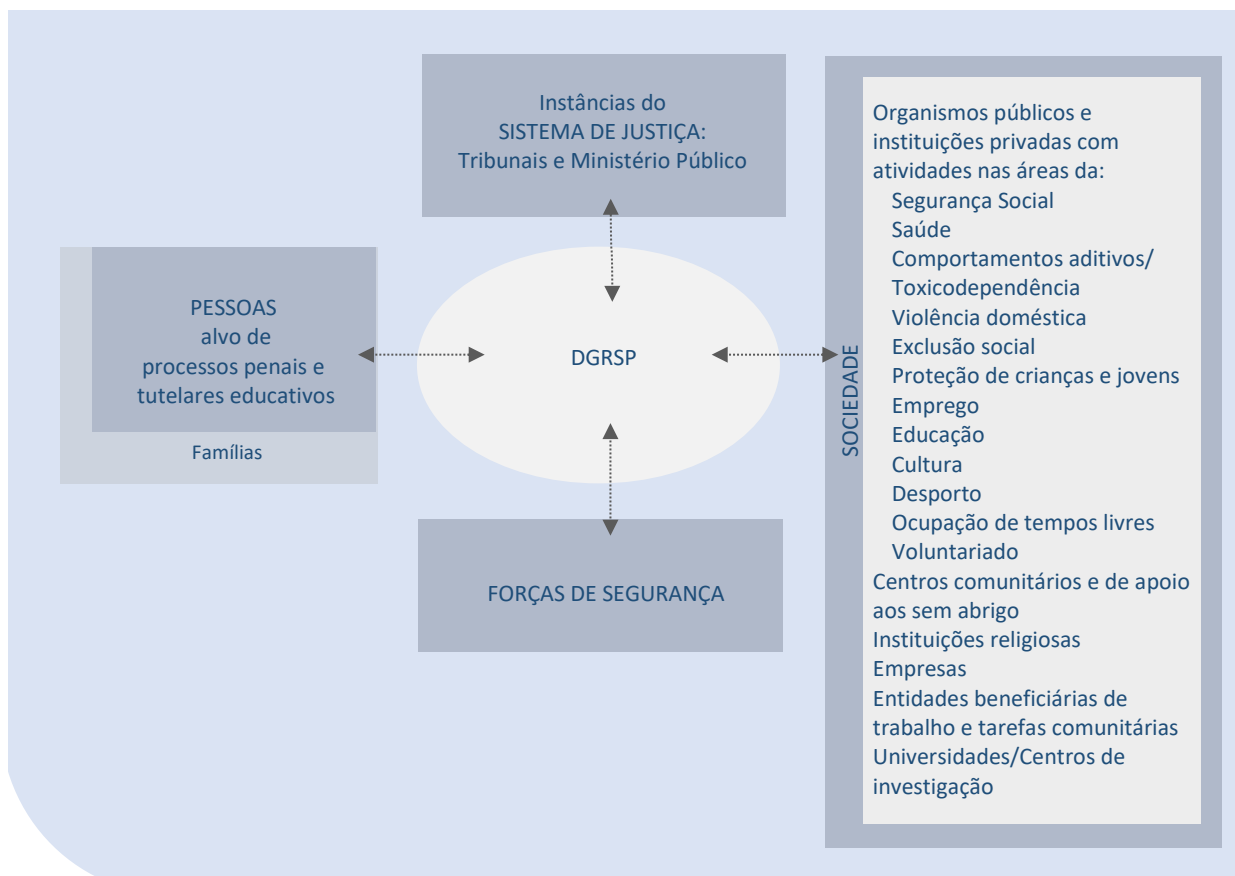 Instâncias do
SISTEMA DE JUSTIÇA:
Tribunais e Ministério Público
PESSOAS
alvo de
processos penais e
tutelares educativos
Famílias
DGRSP
FORÇAS DE SEGURANÇA
SOCIEDADE
Organismos públicos e
instituições privadas com
atividades nas áreas da:
Segurança Social
Saúde
Comportamentos aditivos/
Toxicodependência
Violência doméstica
Exclusão social
Proteção de crianças e jovens
Emprego
Educação
Cultura
Desporto
Ocupação de tempos livres
Voluntariado
Centros comunitários e de apoio
aos sem abrigo
Instituições religiosas
Empresas
Entidades beneficiárias de
trabalho e tarefas comunitárias
Universidades/Centros de
investigação